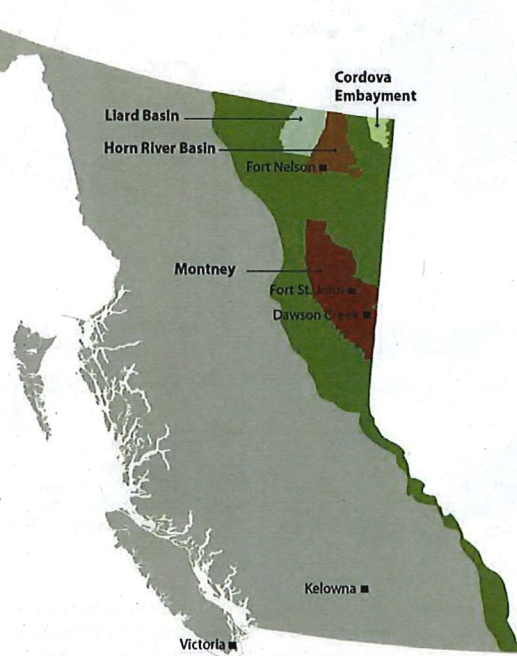 Cordova
Embayment
Liard Basin
Horn River Basin
Fort Nelson
Montney
Fort St. John
Dawson Creek
Kelowna
Victoria